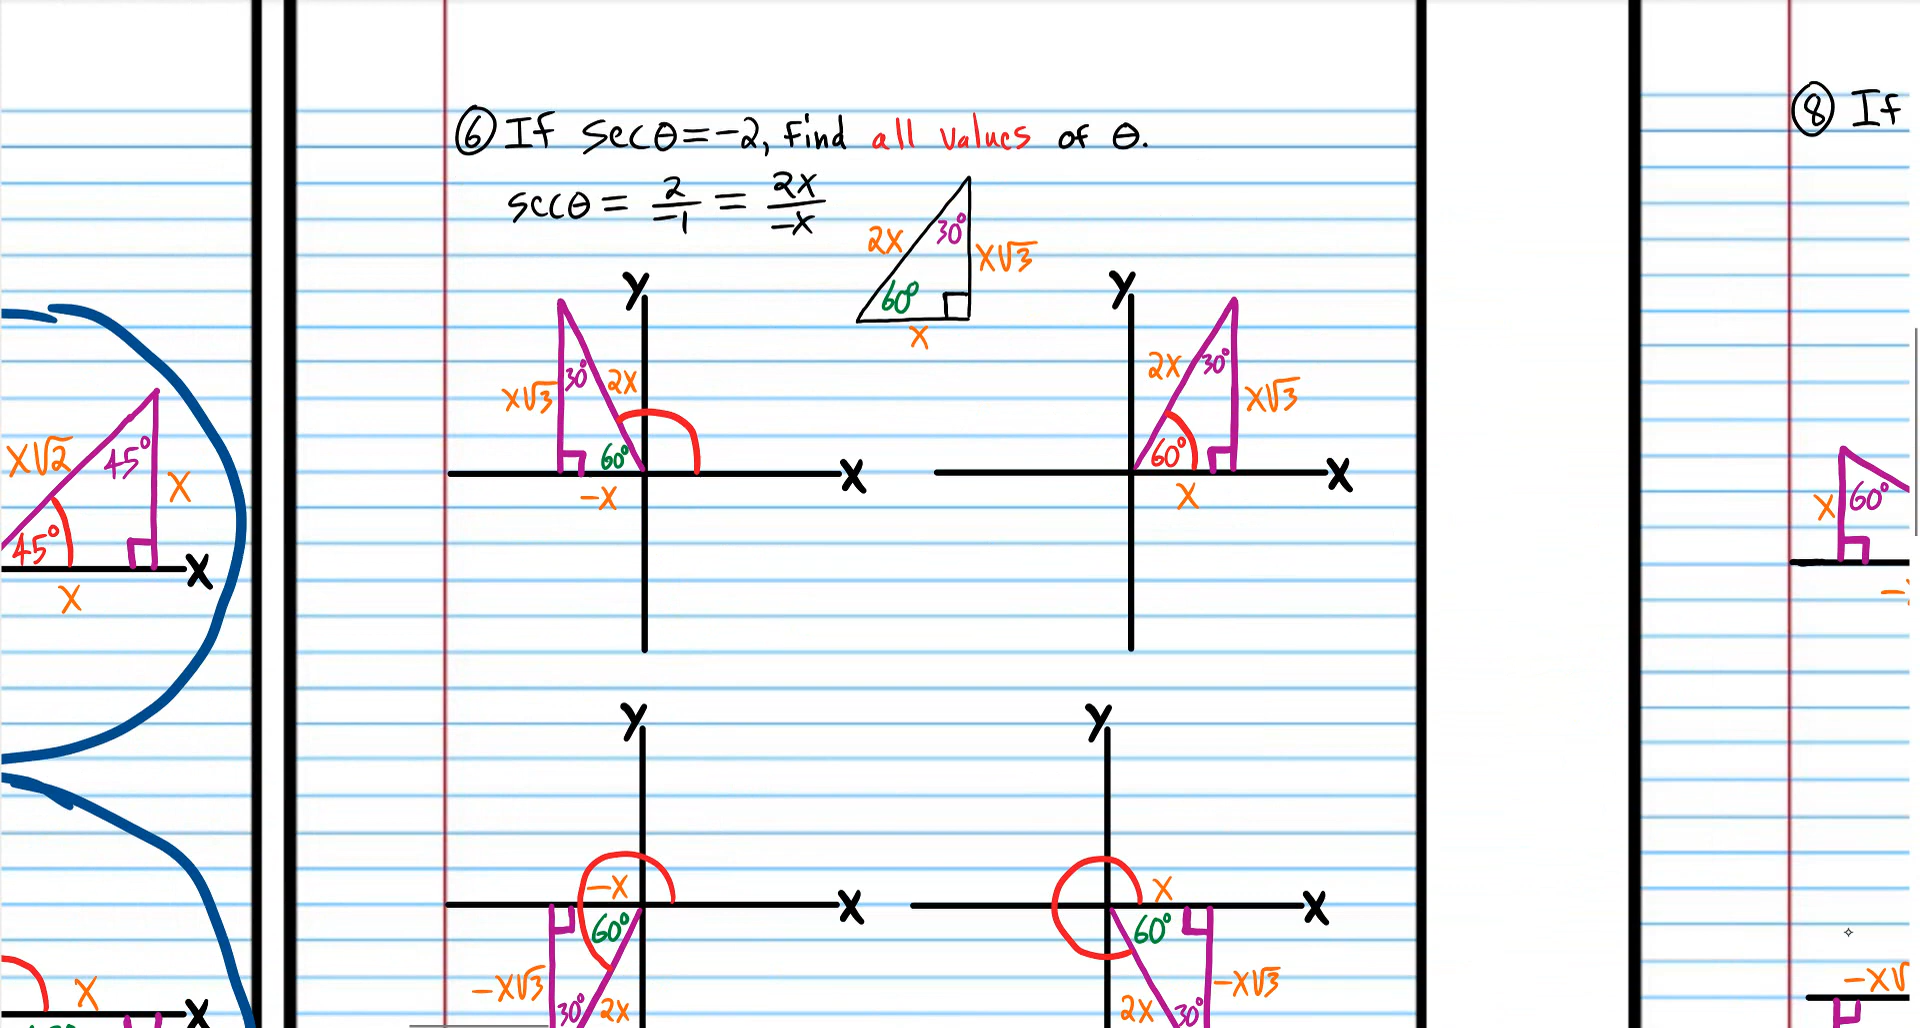 ⑥ If secθ=-2, Find all values of θ.
secθ = 2/-1 = 2x/-x
2x 30° x√3
60°
x
y
x√3 30° 2x
60°
x
-x
y
2x 30° x√3
60°
x
x
y
-x
x
60°
-x√3
30° 2x
y
x
x
60°
-x√3
2x 30°
x√2 45° x
45°
x
x
x
x
⑧ If
x 60°
-x√